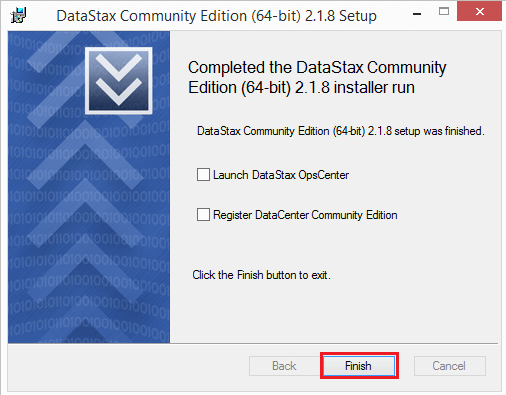 DataStax Community Edition (64-bit) 2.1.8 Setup
Completed the DataStax Community
Edition (64-bit) 2.1.8 installer run
DataStax Community Edition (64-bit) 2.1.8 setup was finished.
Launch DataStax OpsCenter
Register DataCenter Community Edition
Click the Finish button to exit.
Back
Finish
Cancel